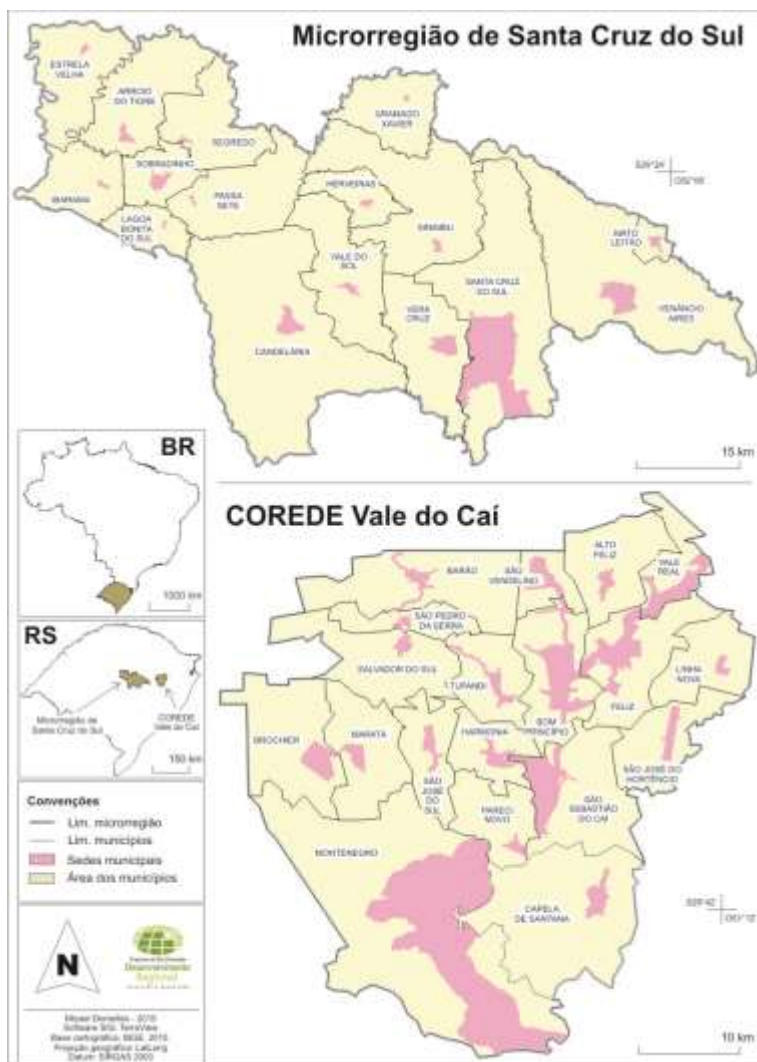 Microrregião de Santa Cruz do Sul
ESTRELA
VELHA
ARROIO
DO TIGRE
GRAMADO
XAVIER
SEGREDO
SOBRADINHO
IBARAMA
PASSA
SETE
HERVEIRAS
LAGOA
BONITA
DO SUL
SINIMBU
VALE DO
SOL
SANTA CRUZ
DO SUL
MATO
LEITÃO
VENÂNCIO
AIRES
VERA
CRUZ
CANDELÁRIA
15 km
BR
1000 km
RS
Microrregião de
Santa Cruz do Sul
COREDE
Vale do Caí
150 km
Convenções
Lim. microrregião
Lim. municípios
Sedes municipais
Área dos municípios
N
Desenvolvimento
Regional
COREDE Vale do Caí
ALTO
FELIZ
BARÃO
SÃO
VENDELINO
VALE
REAL
SÃO PEDRO
DA SERRA
SALVADOR DO SUL
TUPANDI
LINHA
NOVA
FELIZ
BOM
PRINCÍPIO
BROCHIER
MARATÁ
HARMONIA
SÃO JOSÉ DO
HORTÊNCIO
SÃO
JOSÉ
DO
SUL
PARECI
NOVO
SÃO
SEBASTIÃO
DO CAÍ
MONTENEGRO
CAPELA
DE SANTANA
10 km